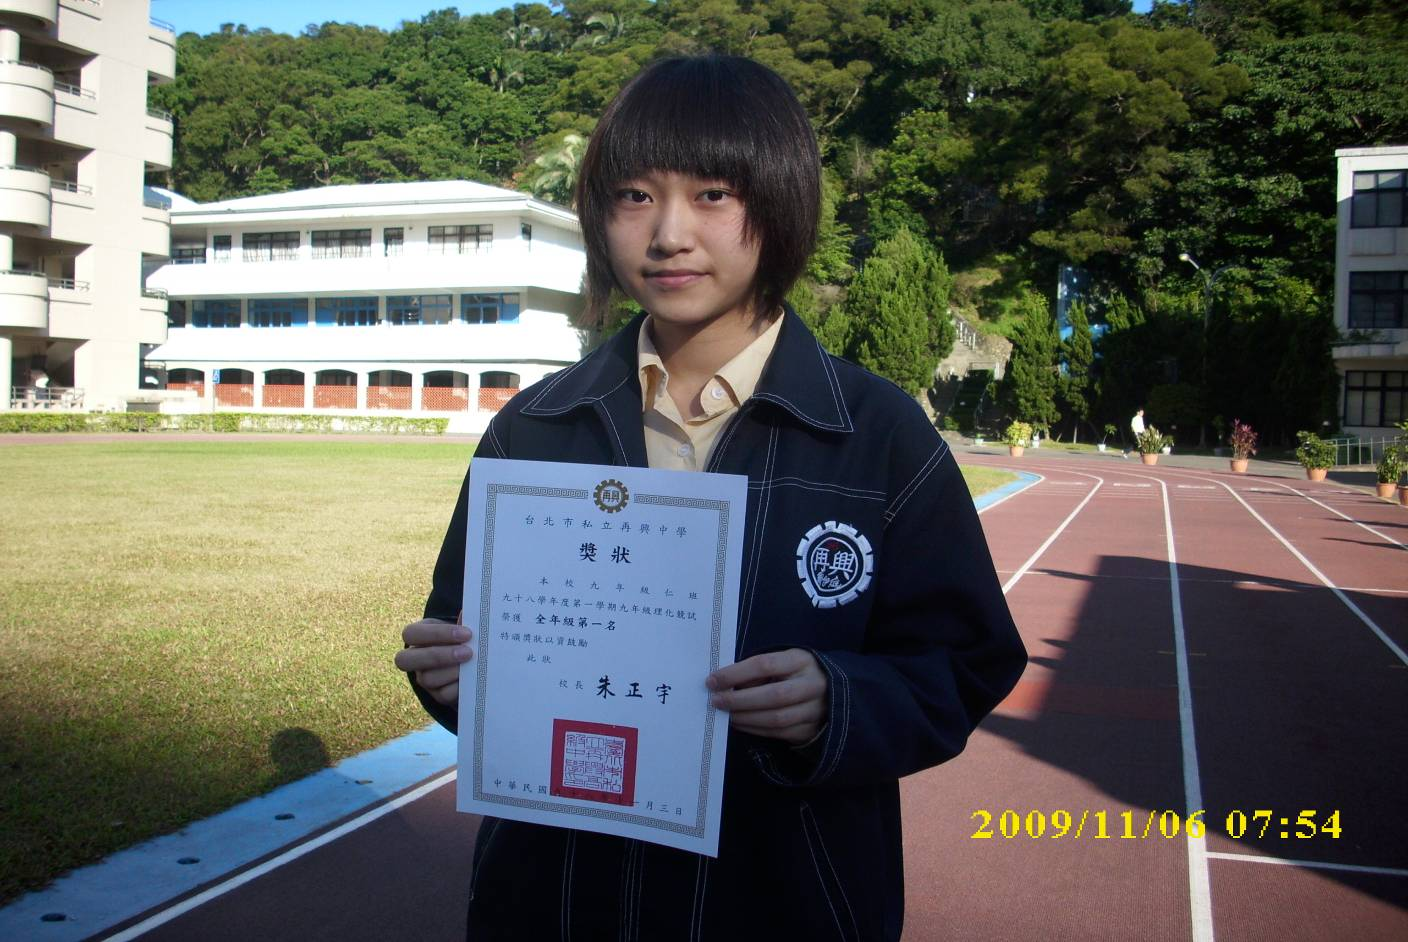 再興
台北市私立再興中學
獎狀
本校九年級仁班
九十八學年度第一學期九年級理化競試
榮獲 全年級第一名
特頒獎狀以資鼓勵
此狀
校長 朱正宇
中華民國
一月三日
再興
2009/11/06 07:54